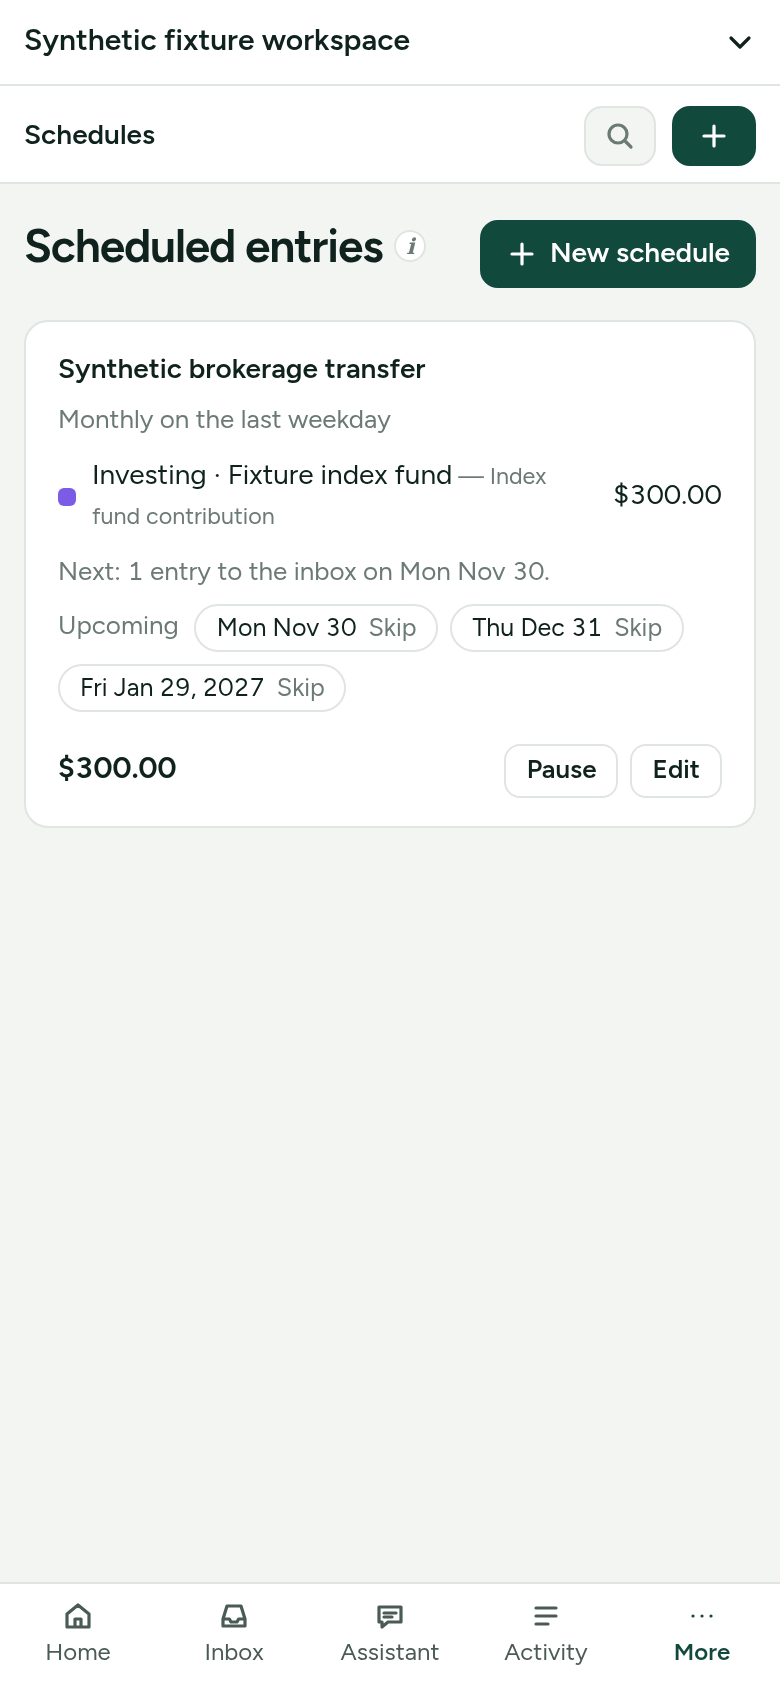 Synthetic fixture workspace
Schedules
Scheduled entries i
+ New schedule
Synthetic brokerage transfer
Monthly on the last weekday
Investing · Fixture index fund — Index
fund contribution
$300.00
Next: 1 entry to the inbox on Mon Nov 30.
Upcoming Mon Nov 30 Skip Thu Dec 31 Skip
Fri Jan 29, 2027 Skip
$300.00 Pause Edit
Home Inbox Assistant Activity More